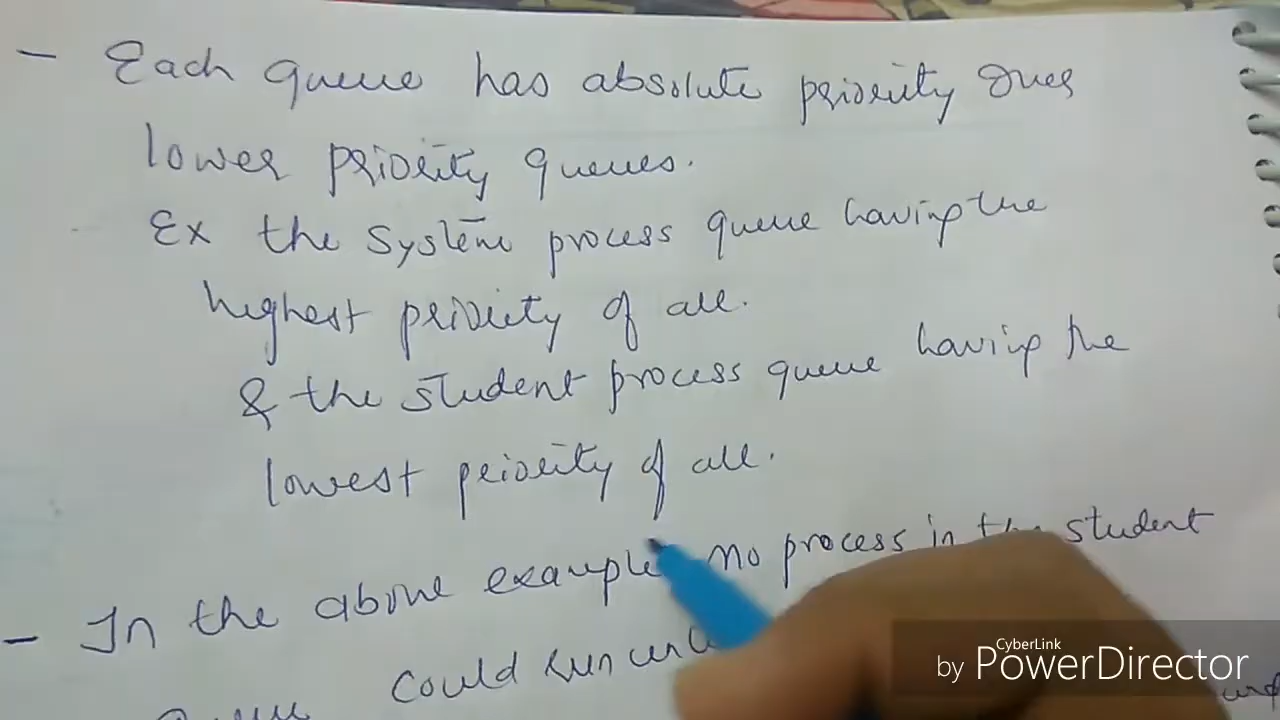 - Each queue has absolute priority over
lower priority queues.
Ex the system process queue having the
highest priority of all.
& the student process queue having the
lowest priority of all.
- In the above example no process in the student
Queue could run
CyberLink
by PowerDirector